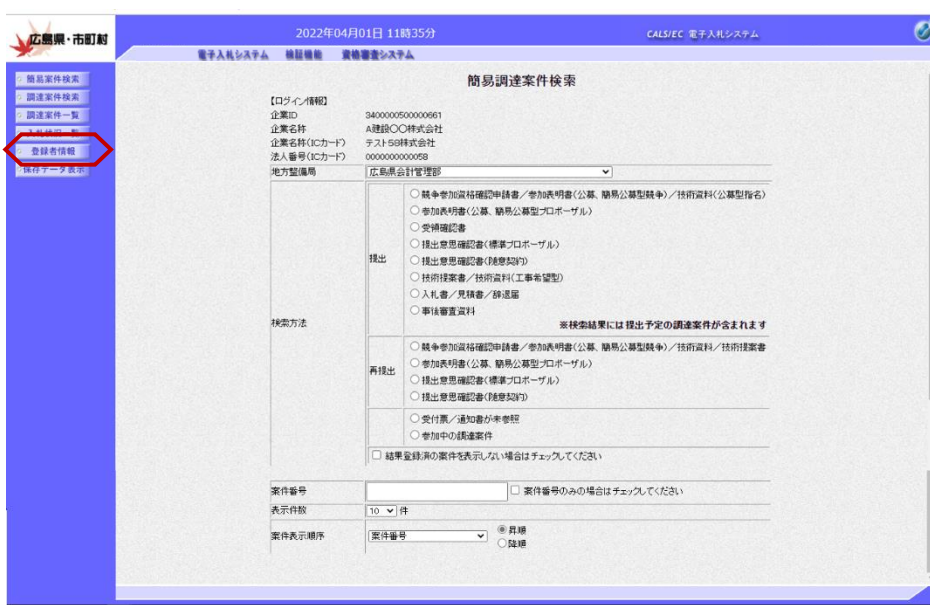 広島県・市町村
2022年04月01日 11時35分
CALS/EC 電子入札システム
電子入札システム 検証機能 資格審査システム
簡易案件検索
調達案件検索
調達案件一覧
入札状況一覧
登録者情報
保存データ表示
簡易調達案件検索
【ログイン情報】
企業ID 3400000500000661
企業名称 A建設〇〇株式会社
企業名称(ICカード) テスト58株式会社
法人番号(ICカード) 0000000000058
地方整備局 広島県会計管理部
検索方法
提出
競争参加資格確認申請書／参加表明書(公募、簡易公募型競争)／技術資料(公募型指名)
参加表明書(公募、簡易公募型プロポーザル)
受領確認書
提出意思確認書(標準プロポーザル)
提出意思確認書(随意契約)
技術提案書／技術資料(工事希望型)
入札書／見積書／辞退届
事後審査資料
※検索結果には提出予定の調達案件が含まれます
再提出
競争参加資格確認申請書／参加表明書(公募、簡易公募型競争)／技術資料／技術提案書
参加表明書(公募、簡易公募型プロポーザル)
提出意思確認書(標準プロポーザル)
提出意思確認書(随意契約)
受付票／通知書が未参照
参加中の調達案件
結果登録済の案件を表示しない場合はチェックしてください
案件番号 案件番号のみの場合はチェックしてください
表示件数 10 件
案件表示順序 案件番号
昇順
降順